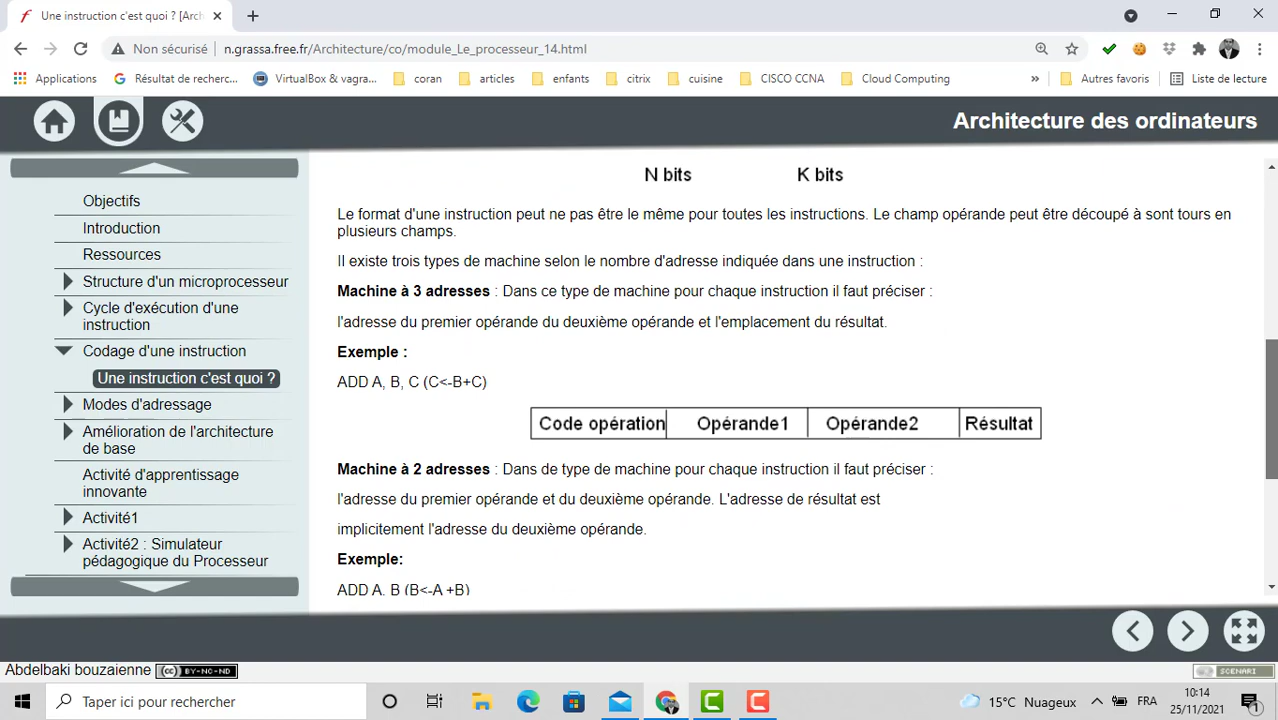 Une instruction c'est quoi ? [Arch
Non sécurisé
n.grassa.free.fr/Architecture/co/module_Le_processeur_14.html
Applications
Résultat de recherc...
VirtualBox & vagra...
coran
articles
enfants
citrix
cuisine
CISCO CCNA
Cloud Computing
»
Autres favoris
Liste de lecture
Architecture des ordinateurs
Objectifs
Introduction
Ressources
Structure d'un microprocesseur
Cycle d'exécution d'une
instruction
Codage d'une instruction
Une instruction c'est quoi ?
Modes d'adressage
Amélioration de l'architecture
de base
Activité d'apprentissage
innovante
Activité1
Activité2 : Simulateur
pédagogique du Processeur
N bits K bits
Le format d'une instruction peut ne pas être le même pour toutes les instructions. Le champ opérande peut être découpé à sont tours en
plusieurs champs.
Il existe trois types de machine selon le nombre d'adresse indiquée dans une instruction :
Machine à 3 adresses : Dans ce type de machine pour chaque instruction il faut préciser :
l'adresse du premier opérande du deuxième opérande et l'emplacement du résultat.
Exemple :
ADD A, B, C (C<-B+C)
Code opération Opérande1 Opérande2 Résultat
Machine à 2 adresses : Dans de type de machine pour chaque instruction il faut préciser :
l'adresse du premier opérande et du deuxième opérande. L'adresse de résultat est
implicitement l'adresse du deuxième opérande.
Exemple:
ADD A, B (B<-A +B)
Abdelbaki bouzaienne
cc BY-NC-ND
SCENARI
Taper ici pour rechercher
15°C Nuageux
FRA
10:14
25/11/2021
1